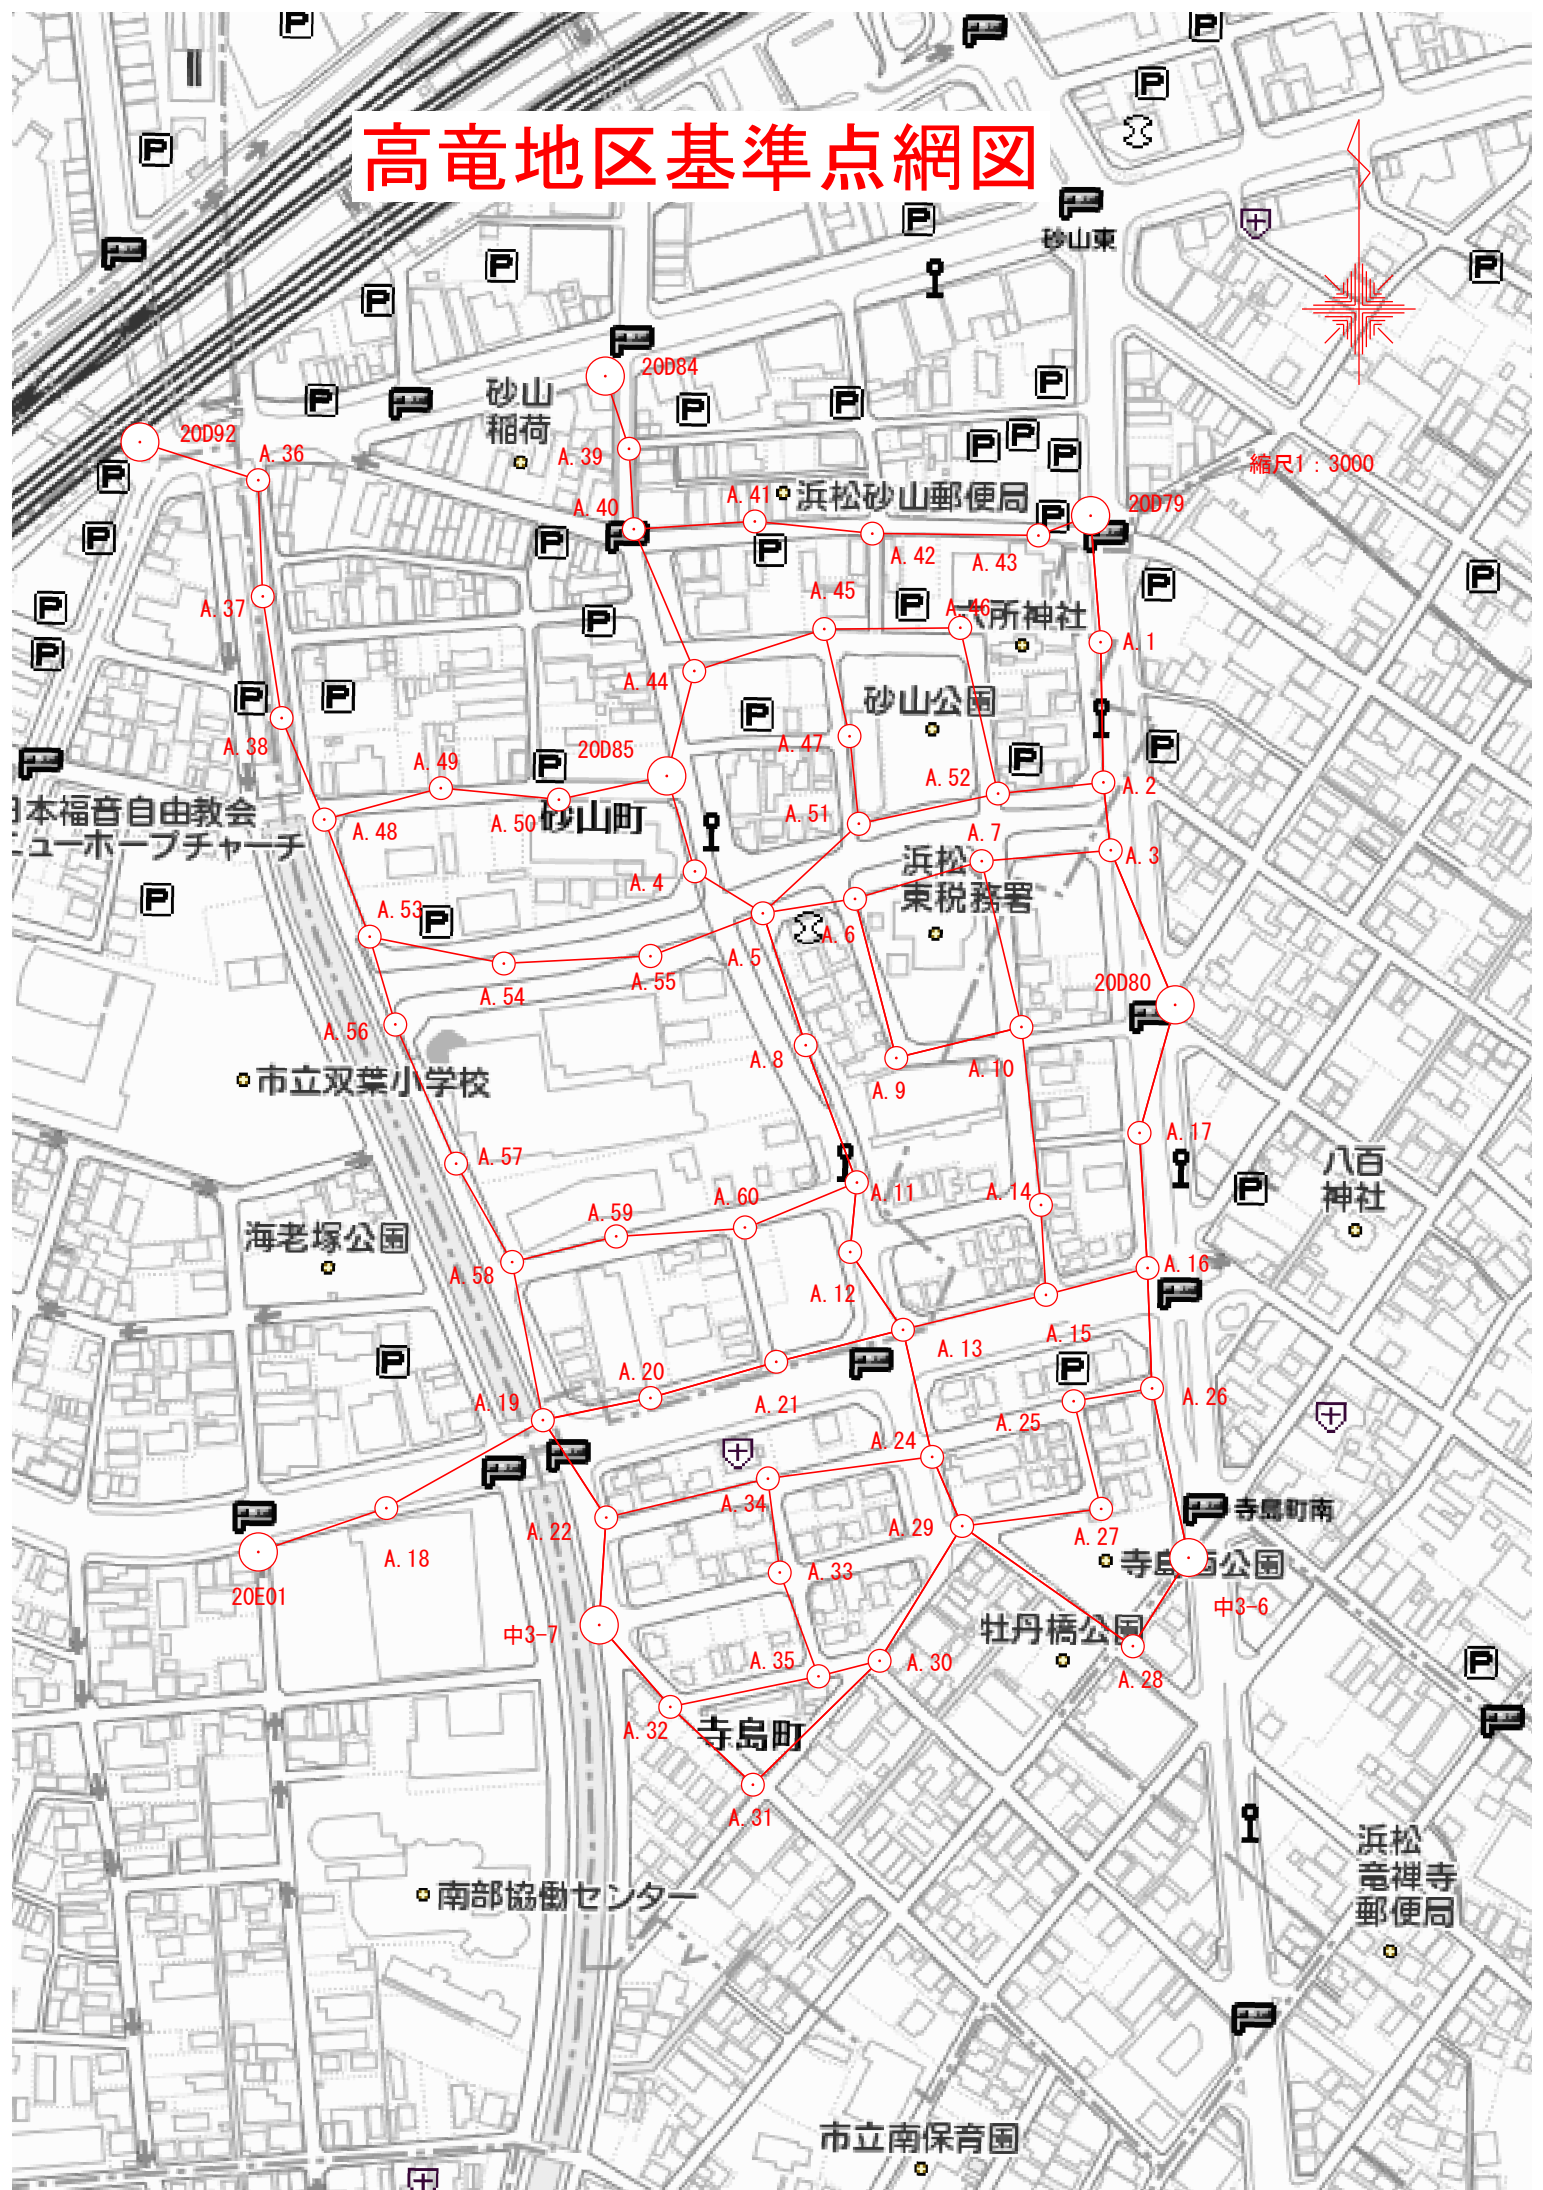 高竜地区基準点網図
砂山東
20D84
砂山
稲荷
20D92
A.36
A.39
縮尺1：3000
A.41
浜松砂山郵便局
20D79
A.40
A.42
A.43
A.37
A.45
A.46
六所神社
A.1
A.44
砂山公園
A.38
20D85
A.47
A.49
A.52
A.2
日本福音自由教会
ニューホープチャーチ
A.48
A.50
砂山町
A.51
A.7
A.3
浜松
東税務署
A.4
A.53
A.6
A.5
A.54
A.55
20D80
A.56
A.8
A.10
A.9
市立双葉小学校
A.17
A.57
八百
神社
A.11
A.14
A.60
A.59
海老塚公園
A.58
A.16
A.12
A.15
A.13
A.20
A.19
A.21
A.26
A.25
A.24
A.34
A.22
A.29
A.27
寺島町南
A.18
20E01
A.33
寺島西公園
中3-6
中3-7
牡丹橋公園
A.35
A.30
A.28
A.32
寺島町
A.31
浜松
竜禅寺
郵便局
南部協働センター
市立南保育園